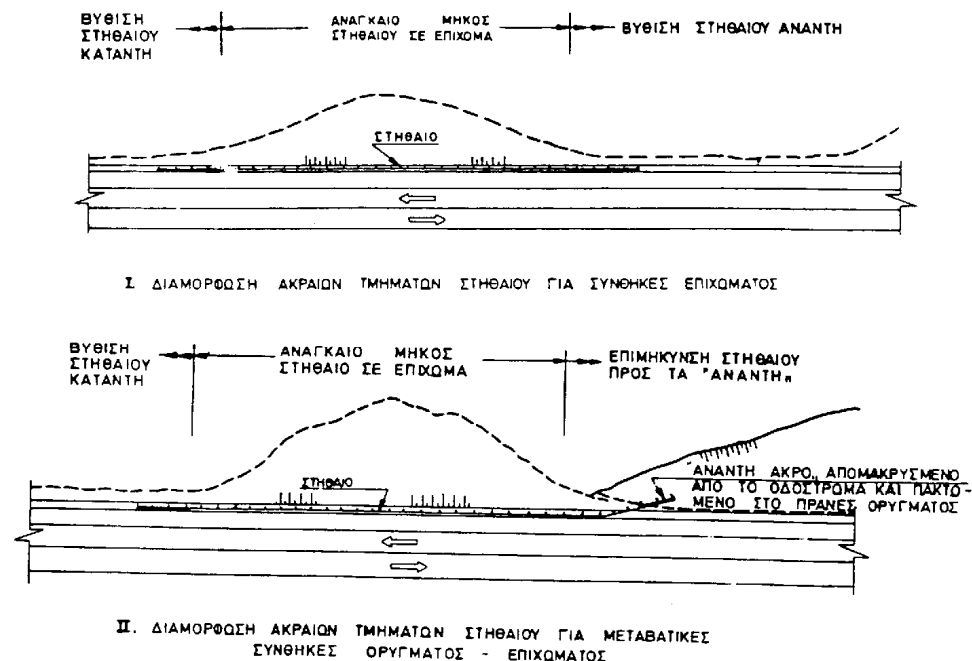 ΒΥΘΙΣΗ
ΣΤΗΘΑΙΟΥ
ΚΑΤΑΝΤΗ
ΑΝΑΓΚΑΙΟ ΜΗΚΟΣ
ΣΤΗΘΑΙΟΥ ΣΕ ΕΠΙΧΩΜΑ
ΒΥΘΙΣΗ ΣΤΗΘΑΙΟΥ ΑΝΑΝΤΗ
ΣΤΗΘΑΙΟ
I. ΔΙΑΜΟΡΦΩΣΗ ΑΚΡΑΙΩΝ ΤΜΗΜΑΤΩΝ ΣΤΗΘΑΙΟΥ ΓΙΑ ΣΥΝΘΗΚΕΣ ΕΠΙΧΩΜΑΤΟΣ
ΒΥΘΙΣΗ
ΣΤΗΘΑΙΟΥ
ΚΑΤΑΝΤΗ
ΑΝΑΓΚΑΙΟ ΜΗΚΟΣ
ΣΤΗΘΑΙΟ ΣΕ ΕΠΙΧΩΜΑ
ΕΠΙΜΗΚΥΝΣΗ ΣΤΗΘΑΙΟΥ
ΠΡΟΣ ΤΑ "ΑΝΑΝΤΗ"
ΣΤΗΘΑΙΟ
ΑΝΑΝΤΗ ΑΚΡΟ, ΑΠΟΜΑΚΡΥΣΜΕΝΟ
ΑΠΟ ΤΟ ΟΔΟΣΤΡΩΜΑ ΚΑΙ ΠΑΚΤΩ-
ΜΕΝΟ ΣΤΟ ΠΡΑΝΕΣ ΟΡΥΓΜΑΤΟΣ
II. ΔΙΑΜΟΡΦΩΣΗ ΑΚΡΑΙΩΝ ΤΜΗΜΑΤΩΝ ΣΤΗΘΑΙΟΥ ΓΙΑ ΜΕΤΑΒΑΤΙΚΕΣ
ΣΥΝΘΗΚΕΣ ΟΡΥΓΜΑΤΟΣ - ΕΠΙΧΩΜΑΤΟΣ